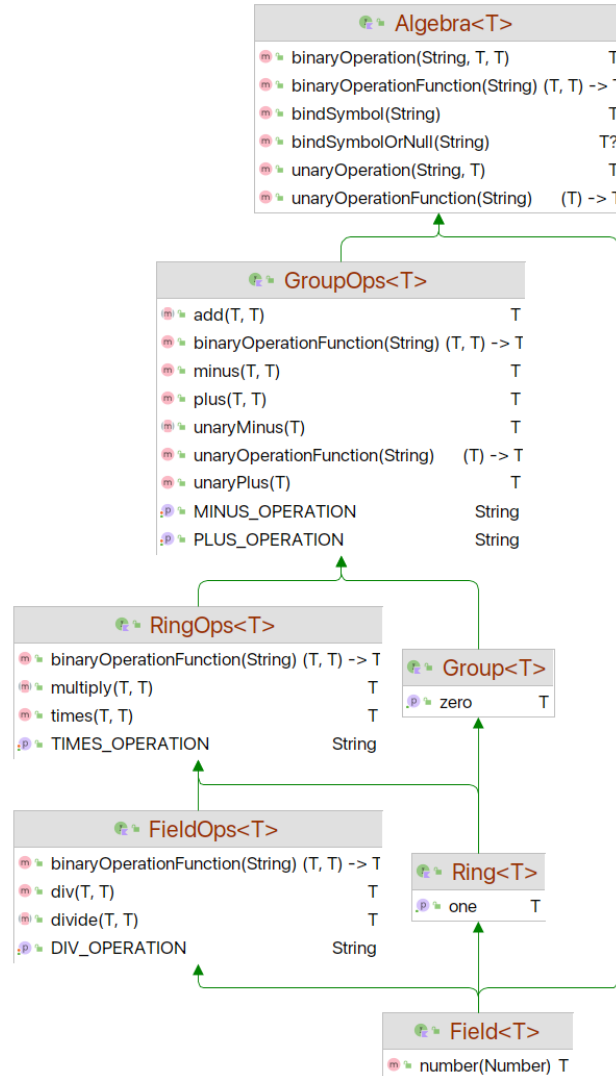 Algebra<T>
binaryOperation(String, T, T) T
binaryOperationFunction(String) (T, T) -> T
bindSymbol(String) T
bindSymbolOrNull(String) T?
unaryOperation(String, T) T
unaryOperationFunction(String) (T) -> T
GroupOps<T>
add(T, T) T
binaryOperationFunction(String) (T, T) -> T
minus(T, T) T
plus(T, T) T
unaryMinus(T) T
unaryOperationFunction(String) (T) -> T
unaryPlus(T) T
MINUS_OPERATION String
PLUS_OPERATION String
RingOps<T>
binaryOperationFunction(String) (T, T) -> T
multiply(T, T) T
times(T, T) T
TIMES_OPERATION String
Group<T>
zero T
FieldOps<T>
binaryOperationFunction(String) (T, T) -> T
div(T, T) T
divide(T, T) T
DIV_OPERATION String
Ring<T>
one T
Field<T>
number(Number) T